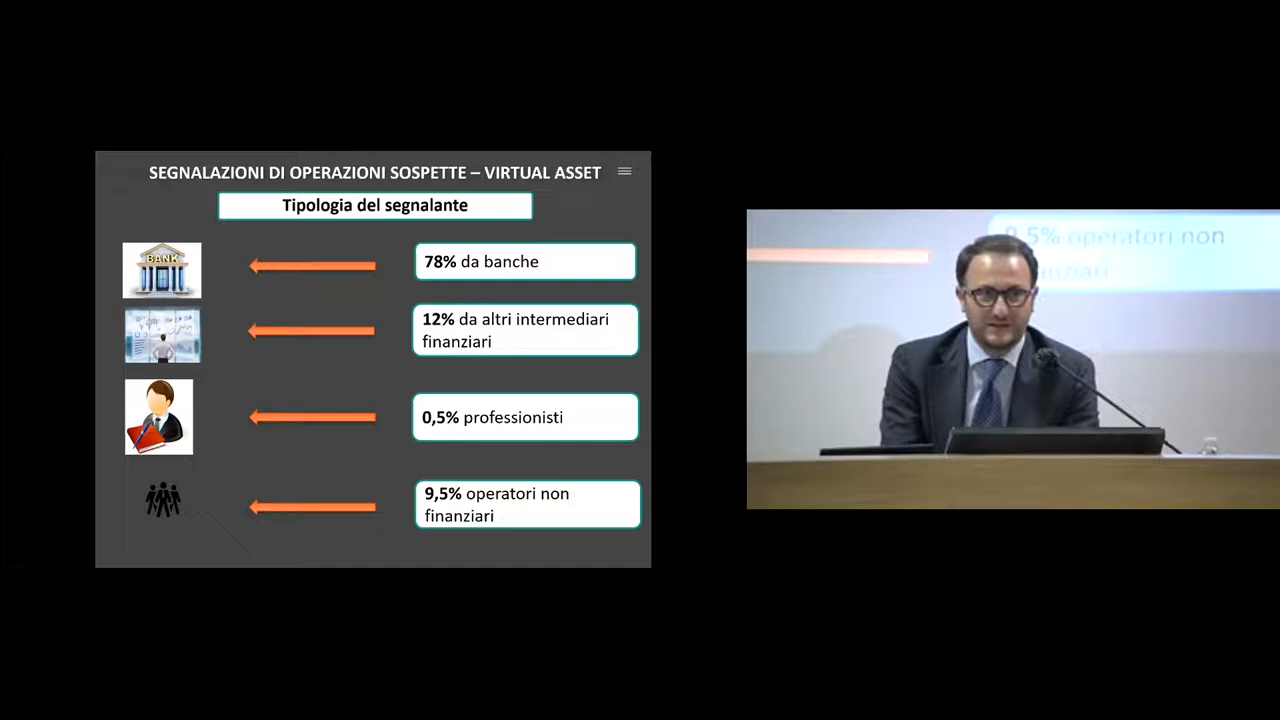 SEGNALAZIONI DI OPERAZIONI SOSPETTE – VIRTUAL ASSET
Tipologia del segnalante
BANK
78% da banche
12% da altri intermediari
finanziari
0,5% professionisti
9,5% operatori non
finanziari
9,5% operatori non